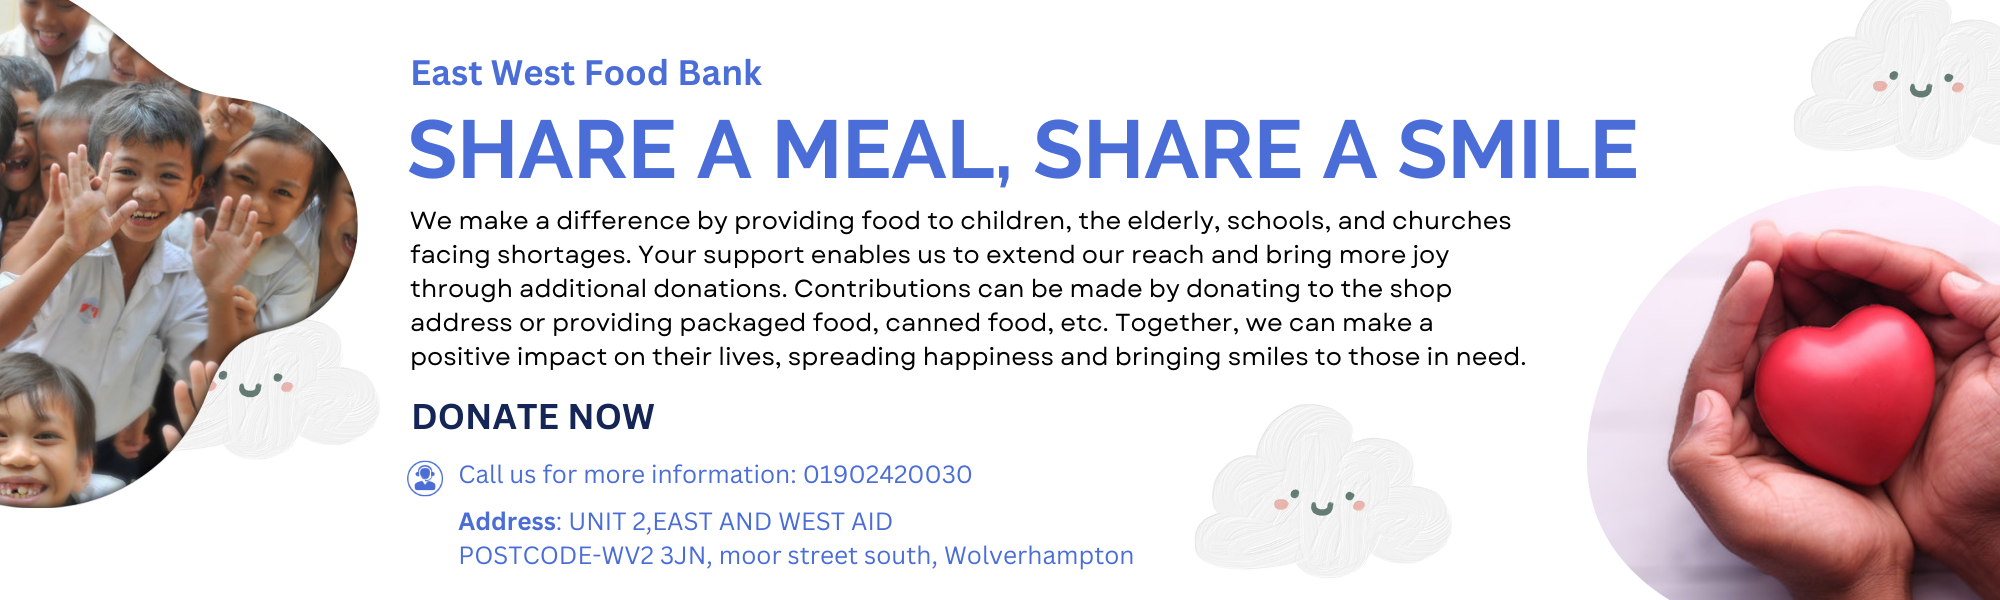 East West Food Bank
SHARE A MEAL, SHARE A SMILE
We make a difference by providing food to children, the elderly, schools, and churches
facing shortages. Your support enables us to extend our reach and bring more joy
through additional donations. Contributions can be made by donating to the shop
address or providing packaged food, canned food, etc. Together, we can make a
positive impact on their lives, spreading happiness and bringing smiles to those in need.
DONATE NOW
Call us for more information: 01902420030
Address: UNIT 2,EAST AND WEST AID
POSTCODE-WV2 3JN, moor street south, Wolverhampton